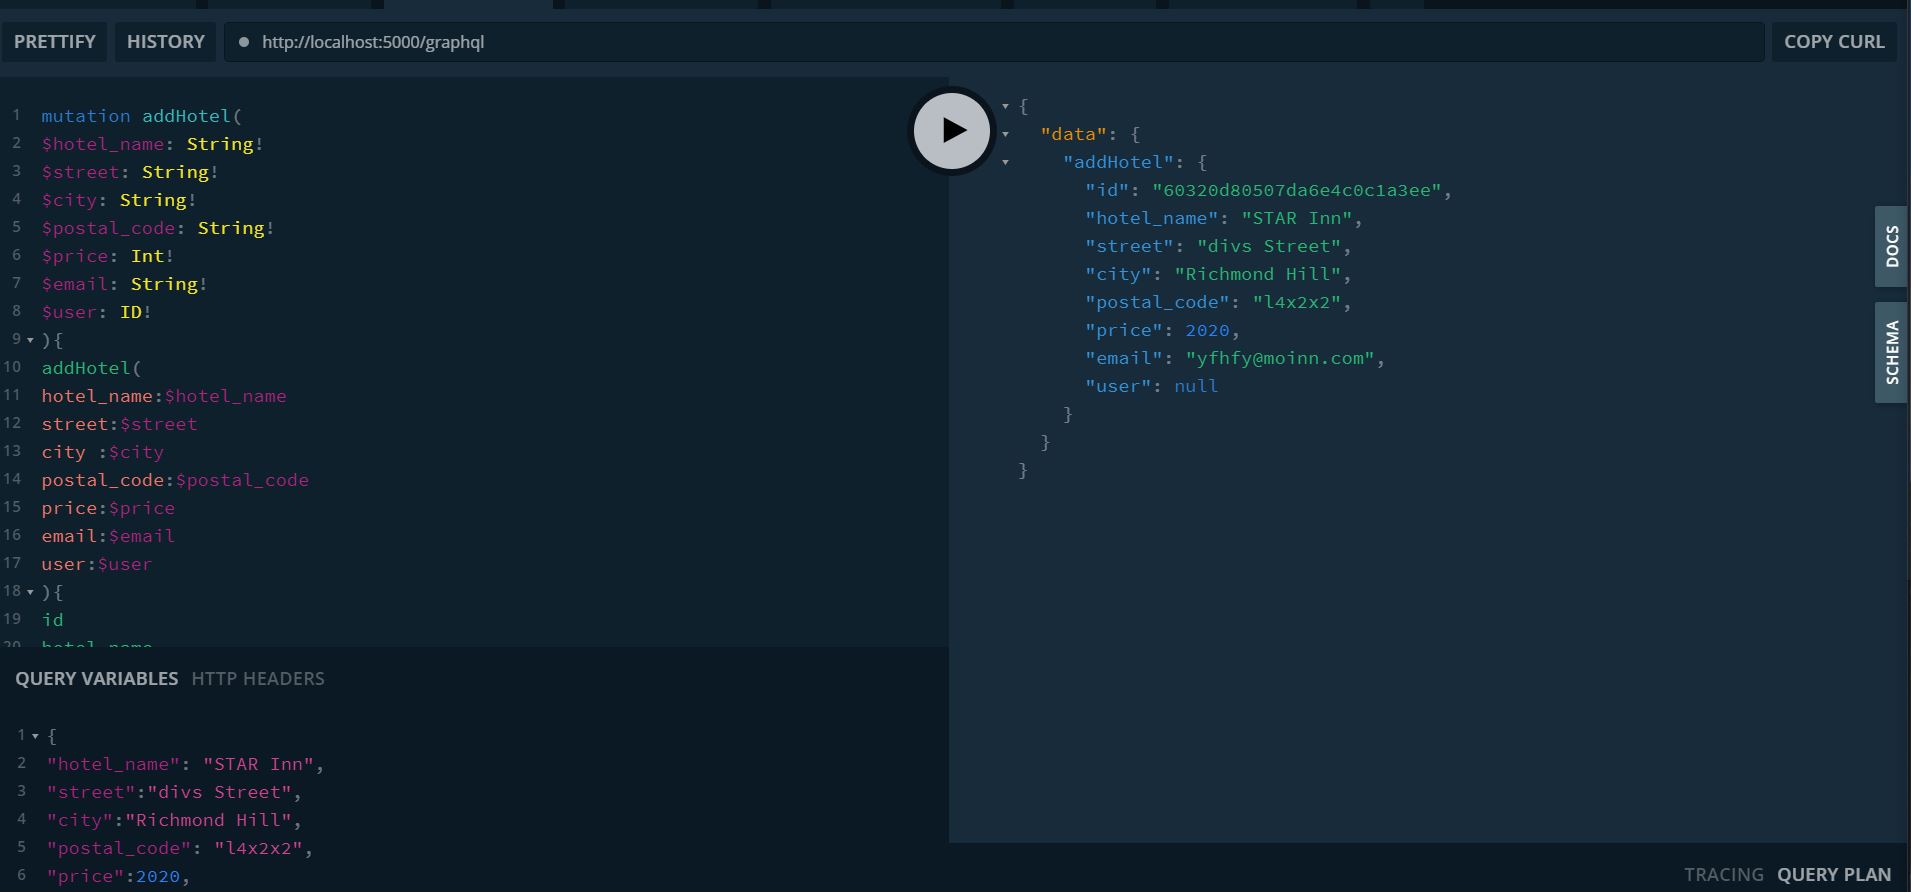 PRETTIFY HISTORY http://localhost:5000/graphql COPY CURL
1 mutation addHotel(
2 $hotel_name: String!
3 $street: String!
4 $city: String!
5 $postal_code: String!
6 $price: Int!
7 $email: String!
8 $user: ID!
9 ){
10 addHotel(
11 hotel_name:$hotel_name
12 street:$street
13 city :$city
14 postal_code:$postal_code
15 price:$price
16 email:$email
17 user:$user
18 ){
19 id
20 hotel_name
QUERY VARIABLES HTTP HEADERS
1 {
2 "hotel_name": "STAR Inn",
3 "street":"divs Street",
4 "city":"Richmond Hill",
5 "postal_code": "l4x2x2",
6 "price":2020,
{
"data": {
"addHotel": {
"id": "60320d80507da6e4c0c1a3ee",
"hotel_name": "STAR Inn",
"street": "divs Street",
"city": "Richmond Hill",
"postal_code": "l4x2x2",
"price": 2020,
"email": "yfhfy@moinn.com",
"user": null
}
}
}
DOCS
SCHEMA
TRACING QUERY PLAN